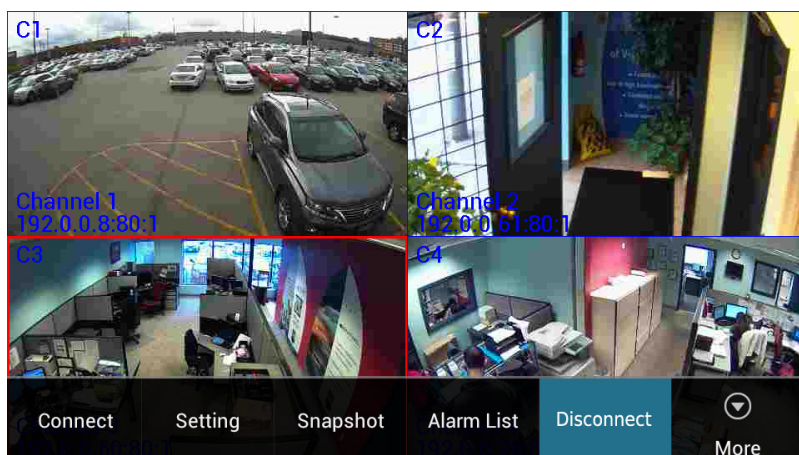 C1
C2
Channel 1
192.0.0.8:80:1
Channel 2
192.0.0.61:80:1
C3
C4
Connect
Setting
Snapshot
Alarm List
Disconnect
More